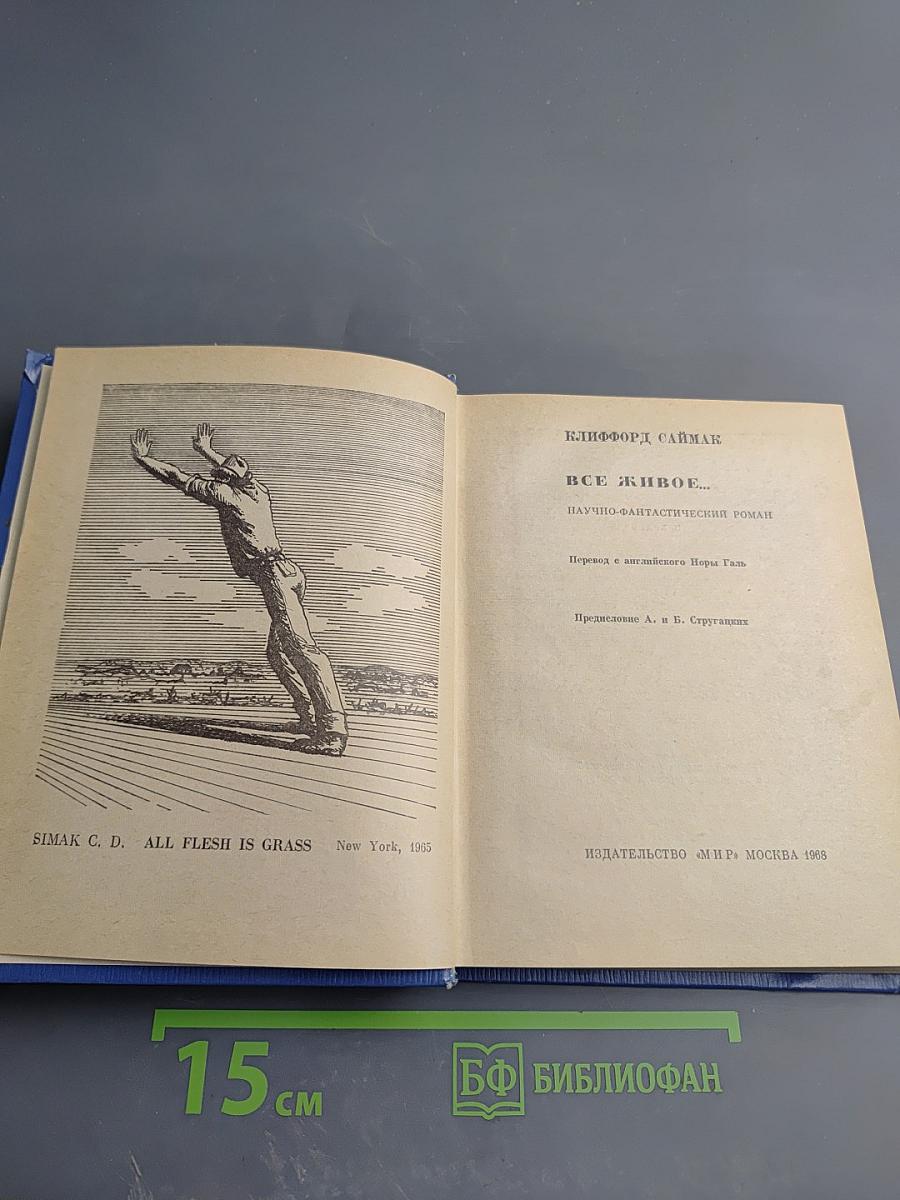 SIMAK C. D. ALL FLESH IS GRASS New York, 1965
КЛИФФОРД САЙМАК
ВСЕ ЖИВОЕ...
НАУЧНО-ФАНТАСТИЧЕСКИЙ РОМАН
Перевод с английского Норы Галь
Предисловие А. и Б. Стругацких
ИЗДАТЕЛЬСТВО «МИР» МОСКВА 1968
15 см
БФ БИБЛИОФАН